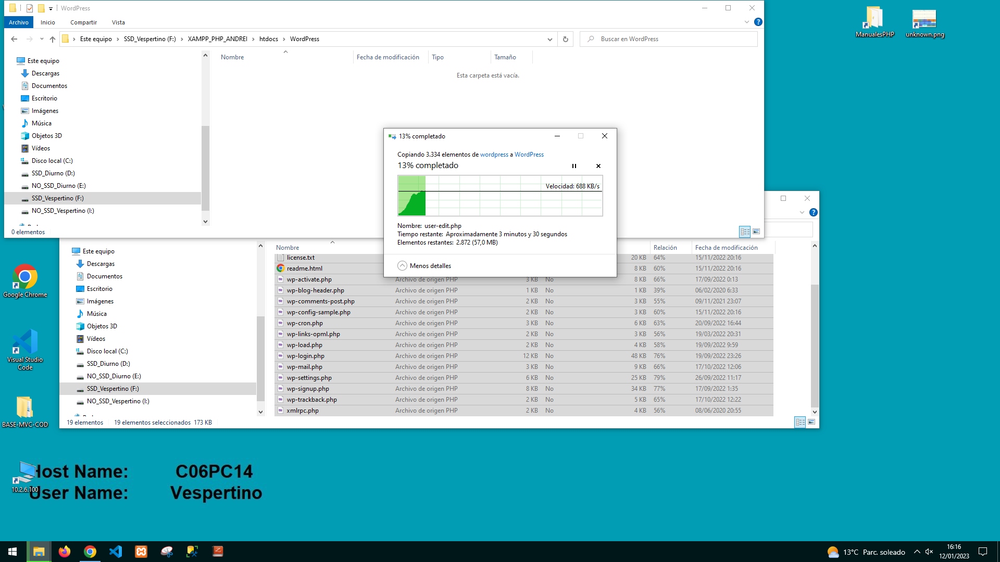 WordPress
Archivo Inicio Compartir Vista
Este equipo SSD_Vespertino (F:) XAMPP_PHP_ANDREI htdocs WordPress
Buscar en WordPress
Este equipo
Descargas
Documentos
Escritorio
Imágenes
Música
Objetos 3D
Vídeos
Disco local (C:)
SSD_Diurno (D:)
NO_SSD_Diurno (E:)
SSD_Vespertino (F:)
NO_SSD_Vespertino (I:)
0 elementos
Nombre Fecha de modificación Tipo Tamaño
Esta carpeta está vacía.
13% completado
Copiando 3.334 elementos de wordpress a WordPress
13% completado
Velocidad: 688 KB/s
Nombre: user-edit.php
Tiempo restante: Aproximadamente 3 minutos y 30 segundos
Elementos restantes: 2.872 (57,0 MB)
Menos detalles
Este equipo
Descargas
Documentos
Escritorio
Imágenes
Música
Objetos 3D
Vídeos
Disco local (C:)
SSD_Diurno (D:)
NO_SSD_Diurno (E:)
SSD_Vespertino (F:)
NO_SSD_Vespertino (I:)
Nombre Relación Fecha de modificación
license.txt 20 KB 64% 15/11/2022 20:16
readme.html 8 KB 60% 15/11/2022 20:16
wp-activate.php Archivo de origen PHP 3 KB No 8 KB 66% 17/09/2022 0:13
wp-blog-header.php Archivo de origen PHP 1 KB No 1 KB 39% 06/02/2020 6:33
wp-comments-post.php Archivo de origen PHP 2 KB No 3 KB 55% 09/11/2021 23:07
wp-config-sample.php Archivo de origen PHP 2 KB No 3 KB 60% 15/11/2022 20:16
wp-cron.php Archivo de origen PHP 3 KB No 6 KB 63% 20/09/2022 16:44
wp-links-opml.php Archivo de origen PHP 2 KB No 3 KB 56% 19/03/2022 20:31
wp-load.php Archivo de origen PHP 2 KB No 4 KB 58% 19/09/2022 9:59
wp-login.php Archivo de origen PHP 12 KB No 48 KB 76% 19/09/2022 23:26
wp-mail.php Archivo de origen PHP 3 KB No 9 KB 66% 17/10/2022 12:06
wp-settings.php Archivo de origen PHP 6 KB No 25 KB 79% 26/09/2022 11:17
wp-signup.php Archivo de origen PHP 8 KB No 34 KB 77% 17/09/2022 1:35
wp-trackback.php Archivo de origen PHP 2 KB No 5 KB 65% 17/10/2022 12:22
xmlrpc.php Archivo de origen PHP 2 KB No 4 KB 56% 08/06/2020 20:55
19 elementos 19 elementos seleccionados 173 KB
ManualesPHP
unknown.png
Google Chrome
Visual Studio
Code
BASE-MVC-COD
10.2.6.100
Host Name: C06PC14
User Name: Vespertino
13°C Parc. soleado
16:16
12/01/2023